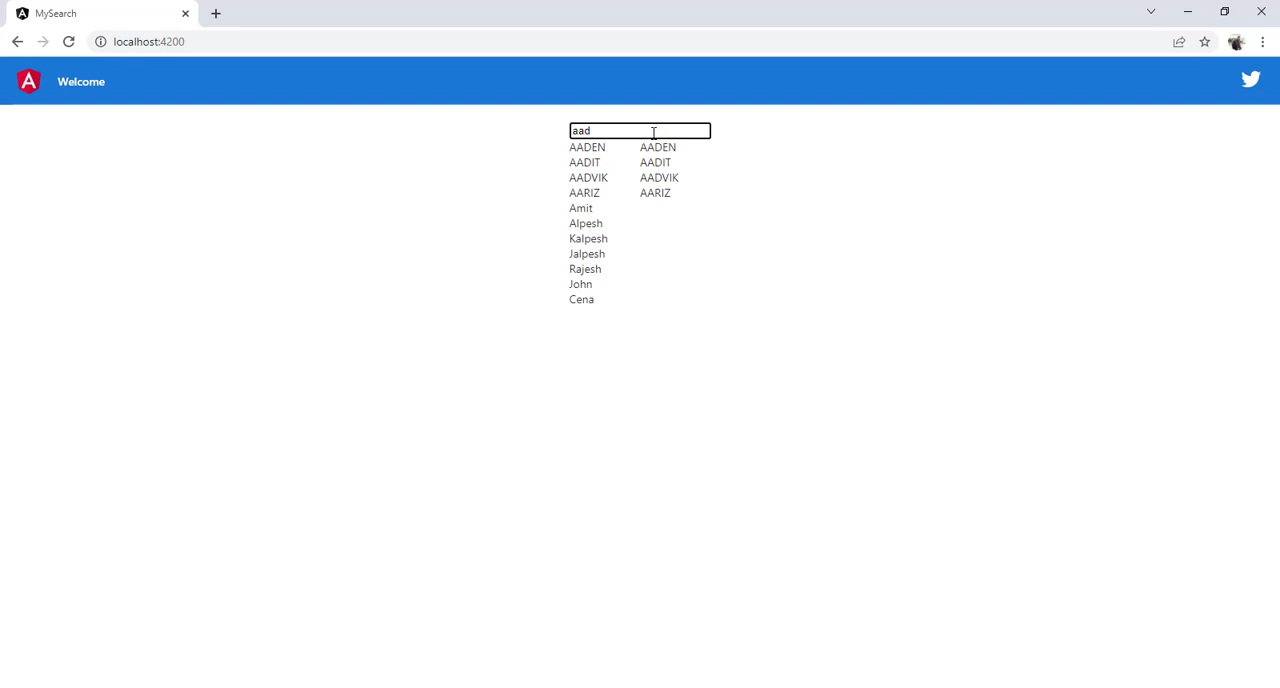 MySearch
localhost:4200
Welcome
aad
AADEN AADEN
AADIT AADIT
AADVIK AADVIK
AARIZ AARIZ
Amit
Alpesh
Kalpesh
Jalpesh
Rajesh
John
Cena